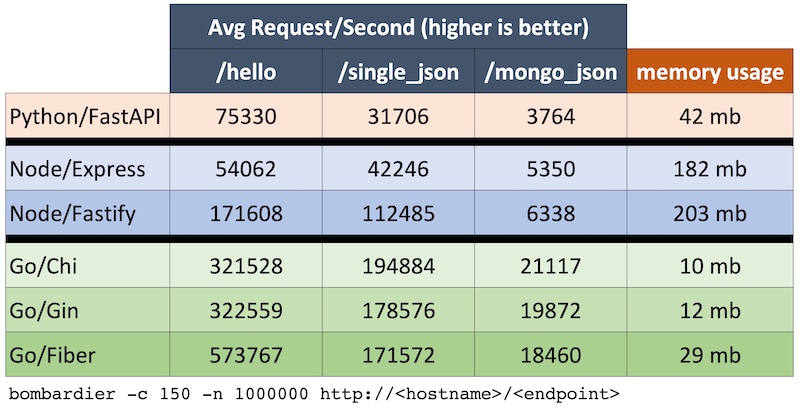 Avg Request/Second (higher is better)
/hello /single_json /mongo_json memory usage
Python/FastAPI 75330 31706 3764 42 mb
Node/Express 54062 42246 5350 182 mb
Node/Fastify 171608 112485 6338 203 mb
Go/Chi 321528 194884 21117 10 mb
Go/Gin 322559 178576 19872 12 mb
Go/Fiber 573767 171572 18460 29 mb
bombardier -c 150 -n 1000000 http://<hostname>/<endpoint>